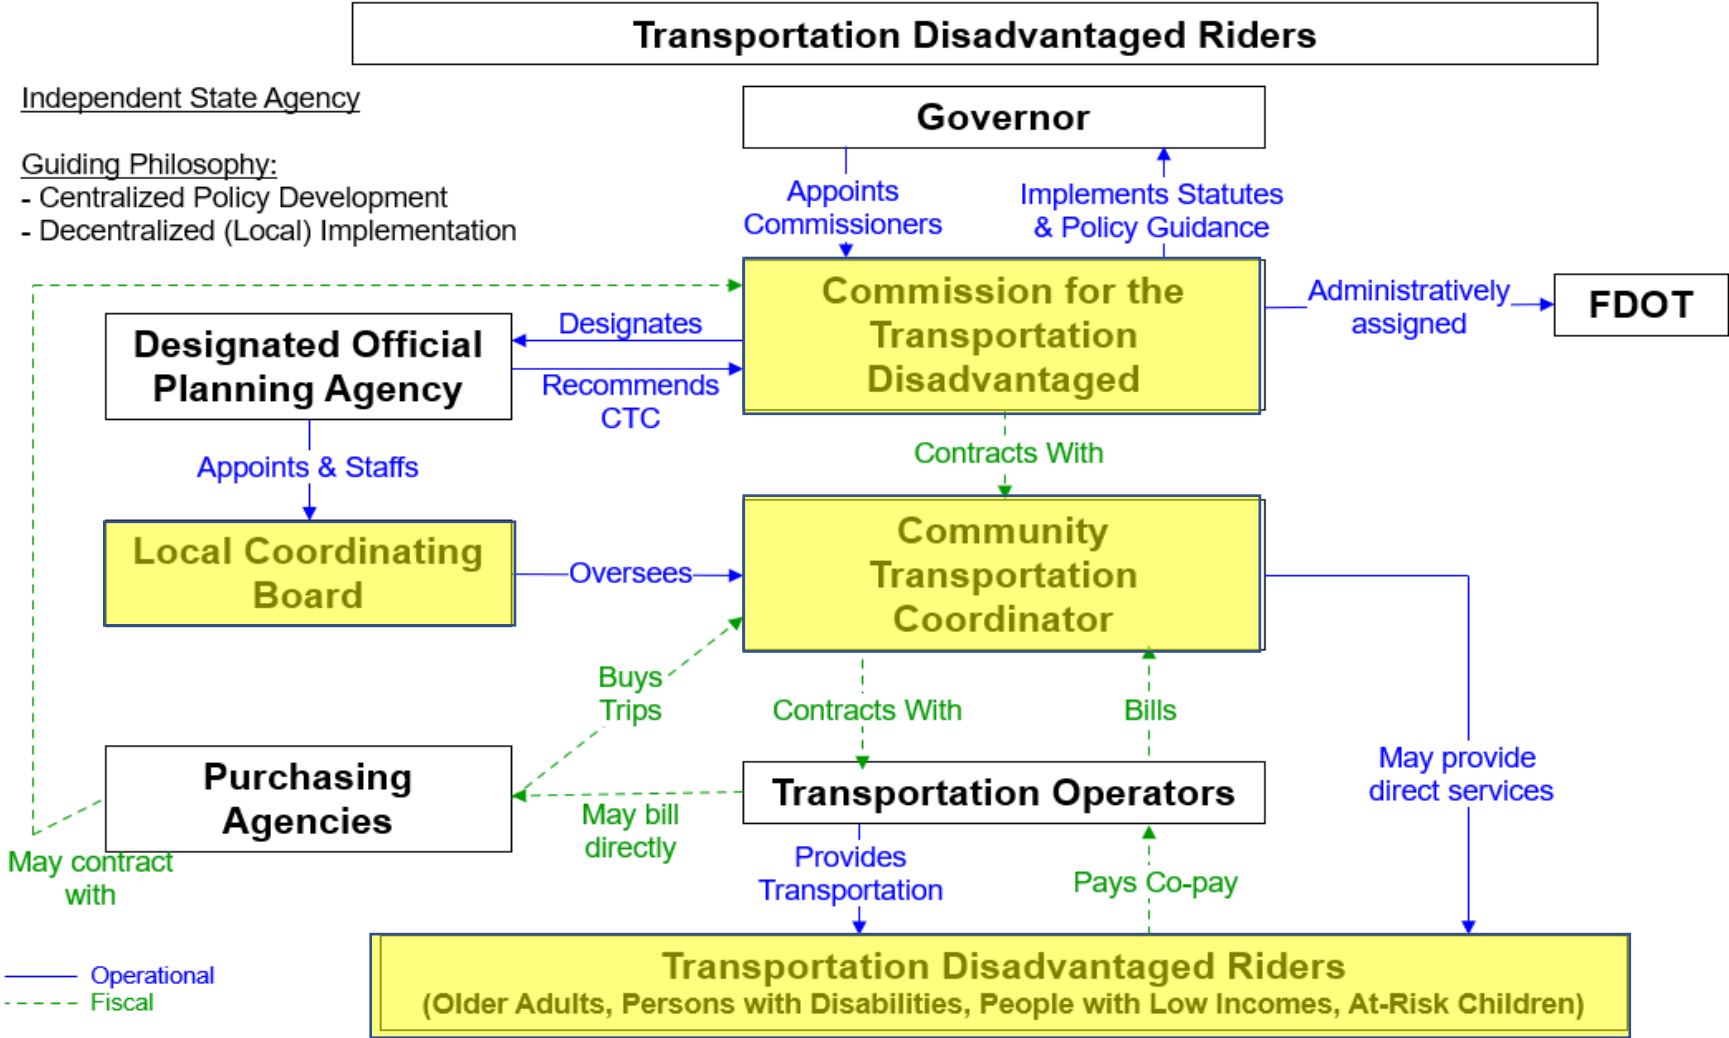 Transportation Disadvantaged Riders
Independent State Agency
Guiding Philosophy:
- Centralized Policy Development
- Decentralized (Local) Implementation
Governor
Appoints
Commissioners
Implements Statutes
& Policy Guidance
Commission for the
Transportation
Disadvantaged
Administratively
assigned
FDOT
Designated Official
Planning Agency
Designates
Recommends
CTC
Contracts With
Appoints & Staffs
Local Coordinating
Board
Oversees
Community
Transportation
Coordinator
Buys
Trips
Contracts With
Bills
May provide
direct services
Purchasing
Agencies
May bill
directly
Transportation Operators
May contract
with
Provides
Transportation
Pays Co-pay
Transportation Disadvantaged Riders
(Older Adults, Persons with Disabilities, People with Low Incomes, At-Risk Children)
Operational
Fiscal